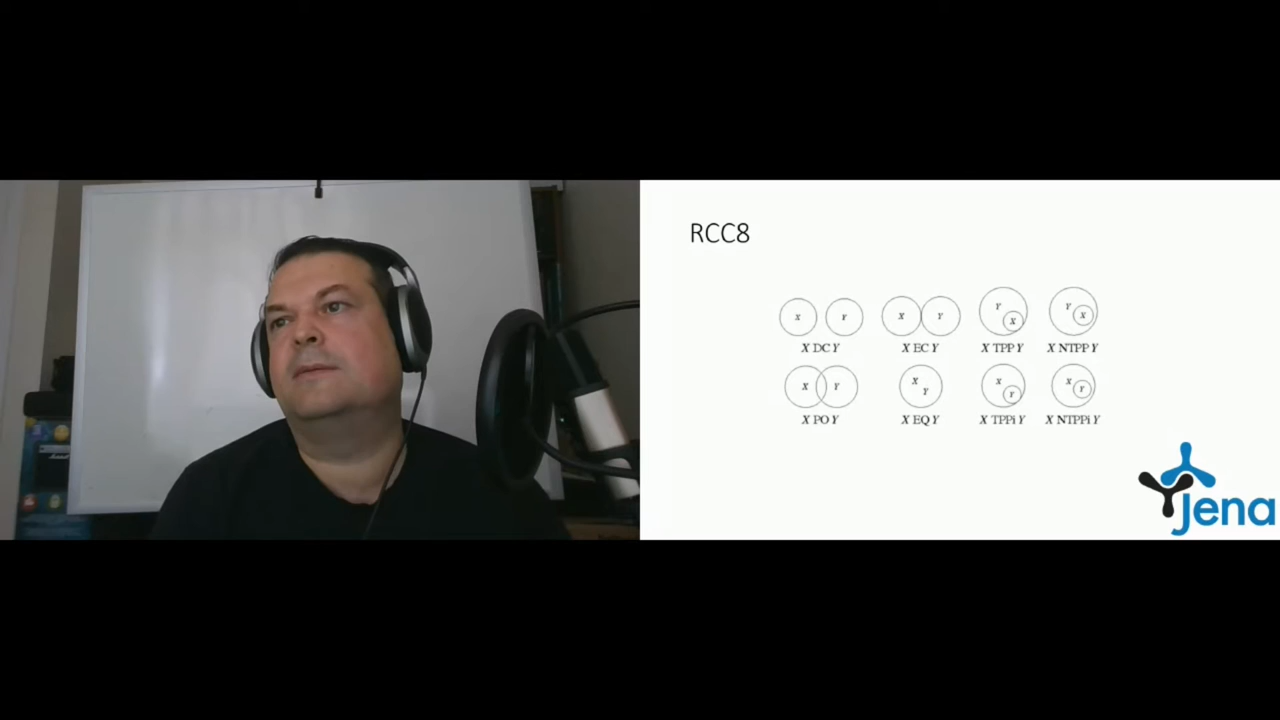 RCC8
X Y X Y Y X Y X
X DC Y X EC Y X TPP Y X NTPP Y
X Y X Y X Y X Y
X PO Y X EQ Y X TPPi Y X NTPPi Y
Jena